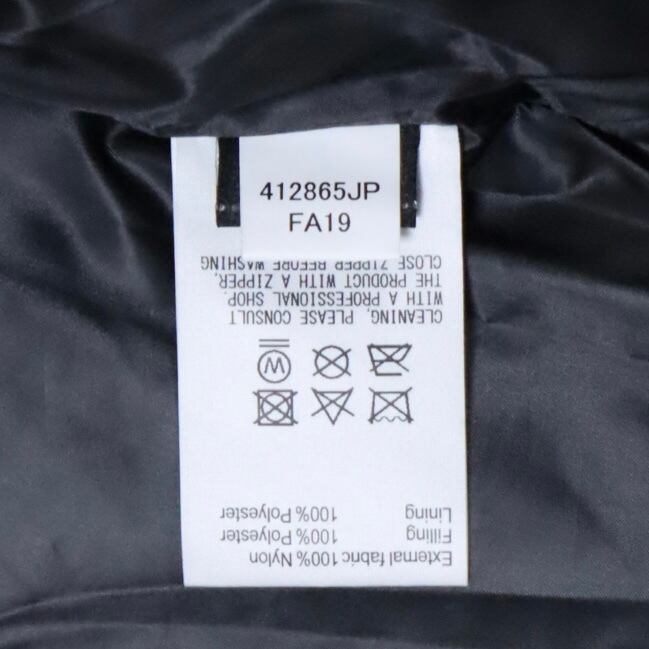 412865JP
FA19
External fabric 100% Nylon
Filling 100% Polyester
Lining 100% Polyester
W
CLEANING, PLEASE CONSULT
WITH A PROFESSIONAL SHOP.
THE PRODUCT WITH A ZIPPER,
CLOSE ZIPPER BEFORE WASHING